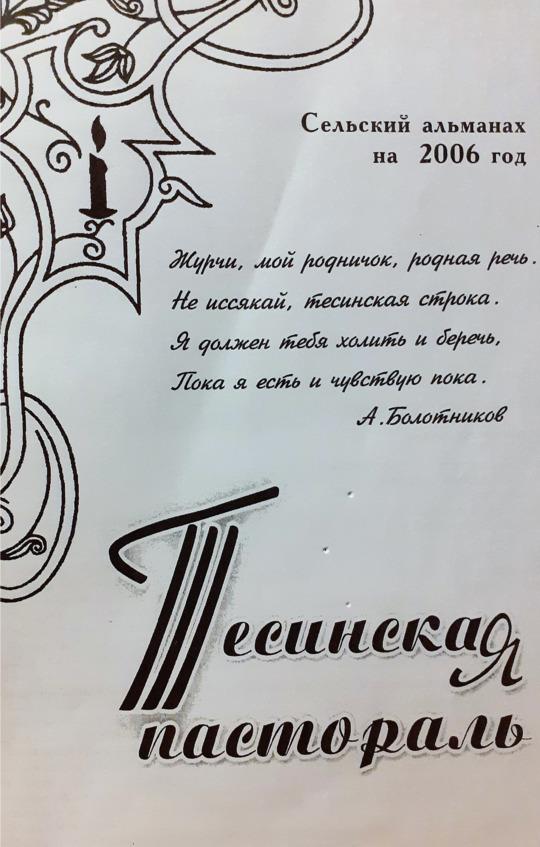 Сельский альманах
на 2006 год
Журчи, мой родничок, родная речь.
Не иссякай, тесинская строка.
Я должен тебя холить и беречь,
Пока я есть и чувствую пока.
А.Болотников
Тесинская
пастораль